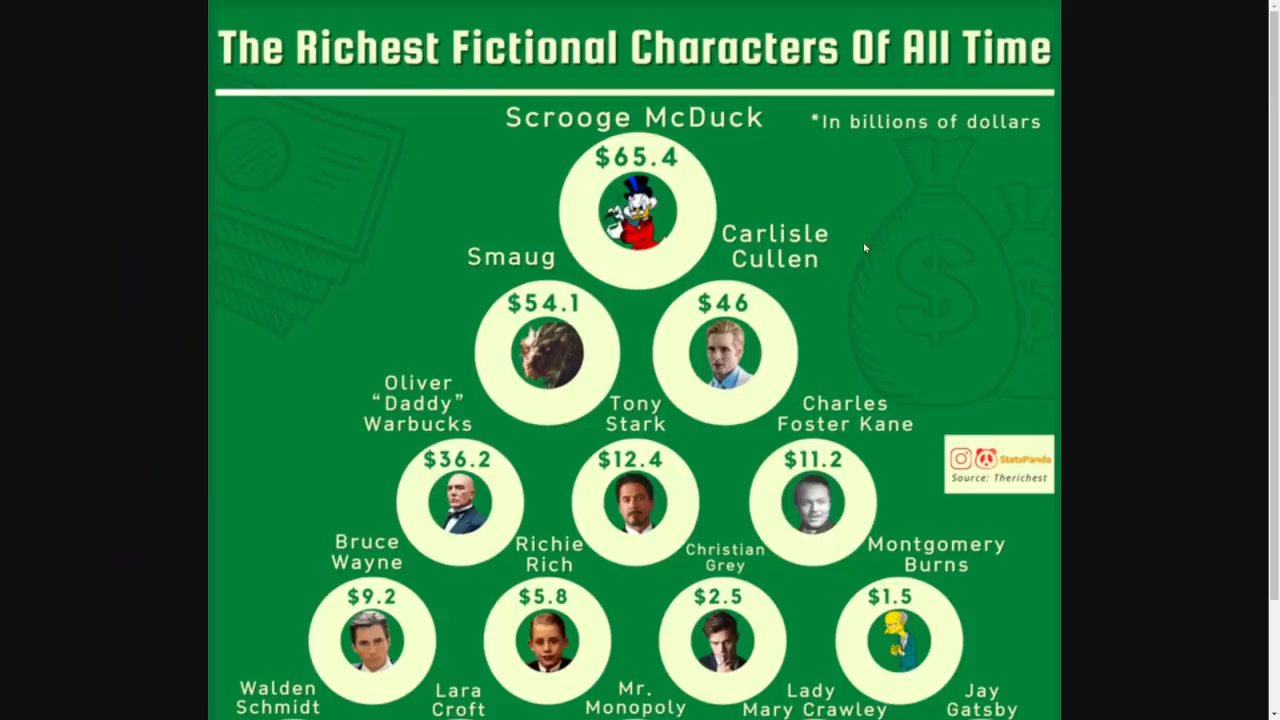 The Richest Fictional Characters Of All Time
Scrooge McDuck
*In billions of dollars
$65.4
Smaug
Carlisle
Cullen
$54.1
$46
Oliver
“Daddy”
Warbucks
Tony
Stark
Charles
Foster Kane
$36.2
$12.4
$11.2
StatsPanda
Source: Therichest
Bruce
Wayne
Richie
Rich
Christian
Grey
Montgomery
Burns
$9.2
$5.8
$2.5
$1.5
Walden
Schmidt
Lara
Croft
Mr.
Monopoly
Lady
Mary Crawley
Jay
Gatsby